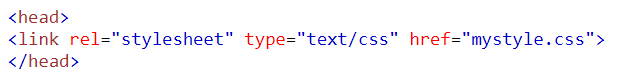 <head>
<link rel="stylesheet" type="text/css" href="mystyle.css">
</head>